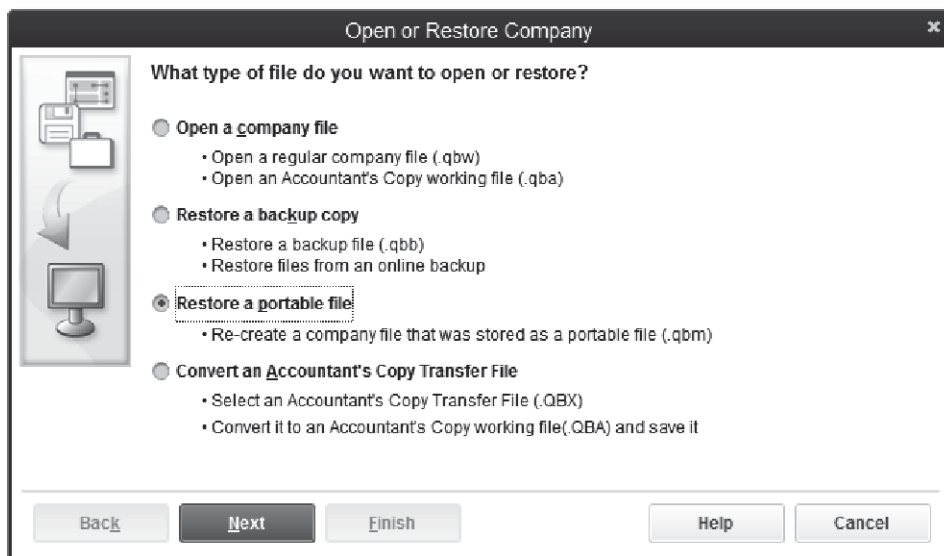 Open or Restore Company
What type of file do you want to open or restore?
Open a company file
• Open a regular company file (.qbw)
• Open an Accountant's Copy working file (.qba)
Restore a backup copy
• Restore a backup file (.qbb)
• Restore files from an online backup
Restore a portable file
• Re-create a company file that was stored as a portable file (.qbm)
Convert an Accountant's Copy Transfer File
• Select an Accountant's Copy Transfer File (.QBX)
• Convert it to an Accountant's Copy working file(.QBA) and save it
Back Next Finish Help Cancel